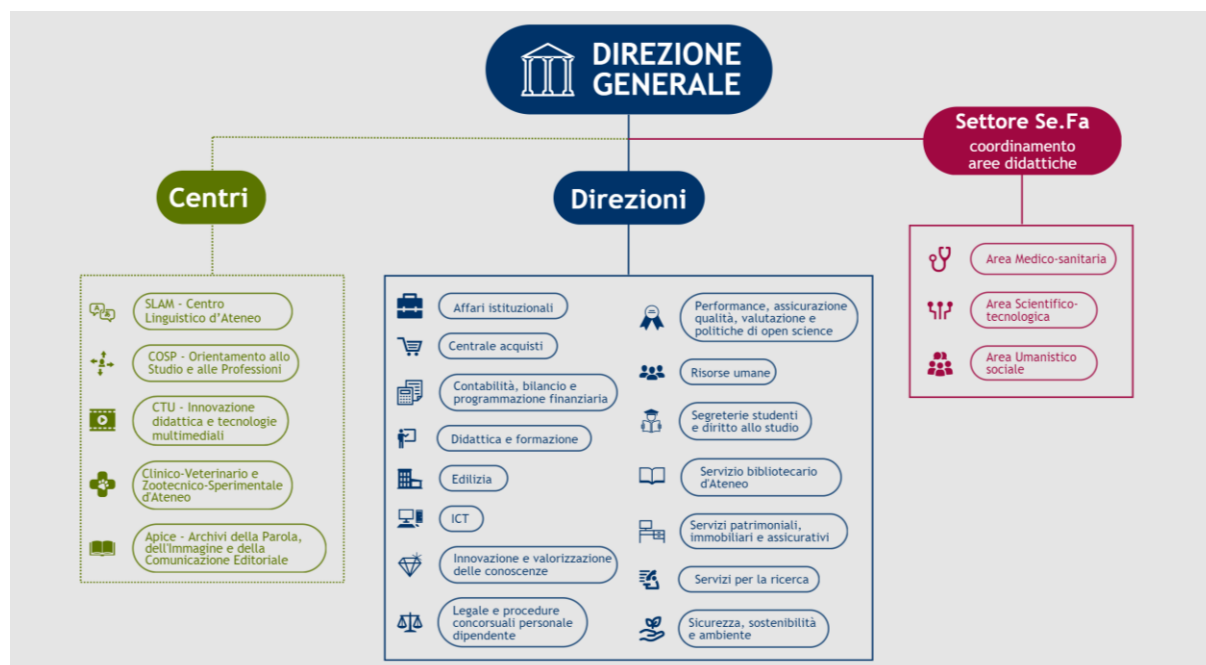 DIREZIONE
GENERALE
Settore Se.Fa
coordinamento
aree didattiche
Centri
Direzioni
SLAM - Centro
Linguistico d'Ateneo
COSP - Orientamento allo
Studio e alle Professioni
CTU - Innovazione
didattica e tecnologie
multimediali
Clinico-Veterinario e
Zootecnico-Sperimentale
d'Ateneo
Apice - Archivi della Parola,
dell'Immagine e della
Comunicazione Editoriale
Affari istituzionali
Centrale acquisti
Contabilità, bilancio e
programmazione finanziaria
Didattica e formazione
Edilizia
ICT
Innovazione e valorizzazione
delle conoscenze
Legale e procedure
concorsuali personale
dipendente
Performance, assicurazione
qualità, valutazione e
politiche di open science
Risorse umane
Segreterie studenti
e diritto allo studio
Servizio bibliotecario
d'Ateneo
Servizi patrimoniali,
immobiliari e assicurativi
Servizi per la ricerca
Sicurezza, sostenibilità
e ambiente
Area Medico-sanitaria
Area Scientifico-
tecnologica
Area Umanistico
sociale